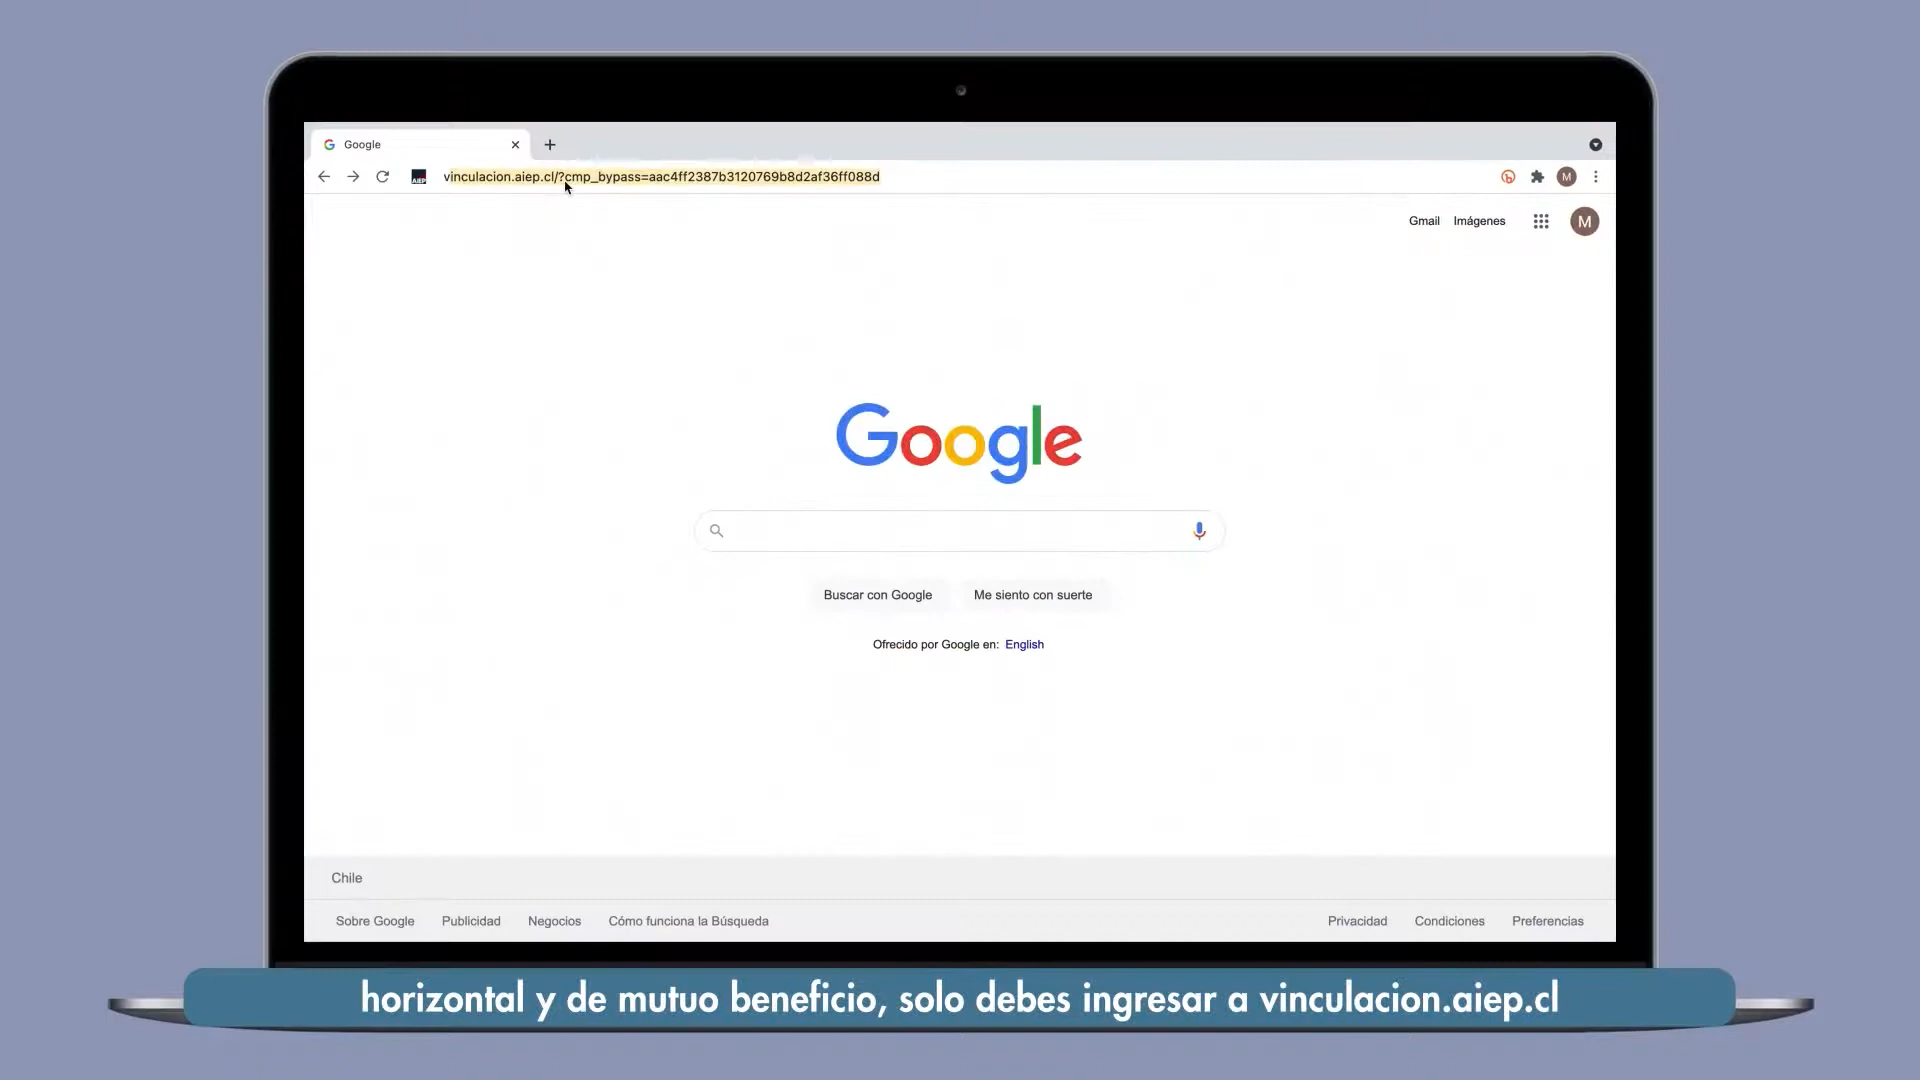 Google
AIEP
vinculacion.aiep.cl/?cmp_bypass=aac4ff2387b3120769b8d2af36ff088d
M
Gmail Imágenes M
Google
Buscar con Google Me siento con suerte
Ofrecido por Google en: English
Chile
Sobre Google Publicidad Negocios Cómo funciona la Búsqueda Privacidad Condiciones Preferencias
horizontal y de mutuo beneficio, solo debes ingresar a vinculacion.aiep.cl